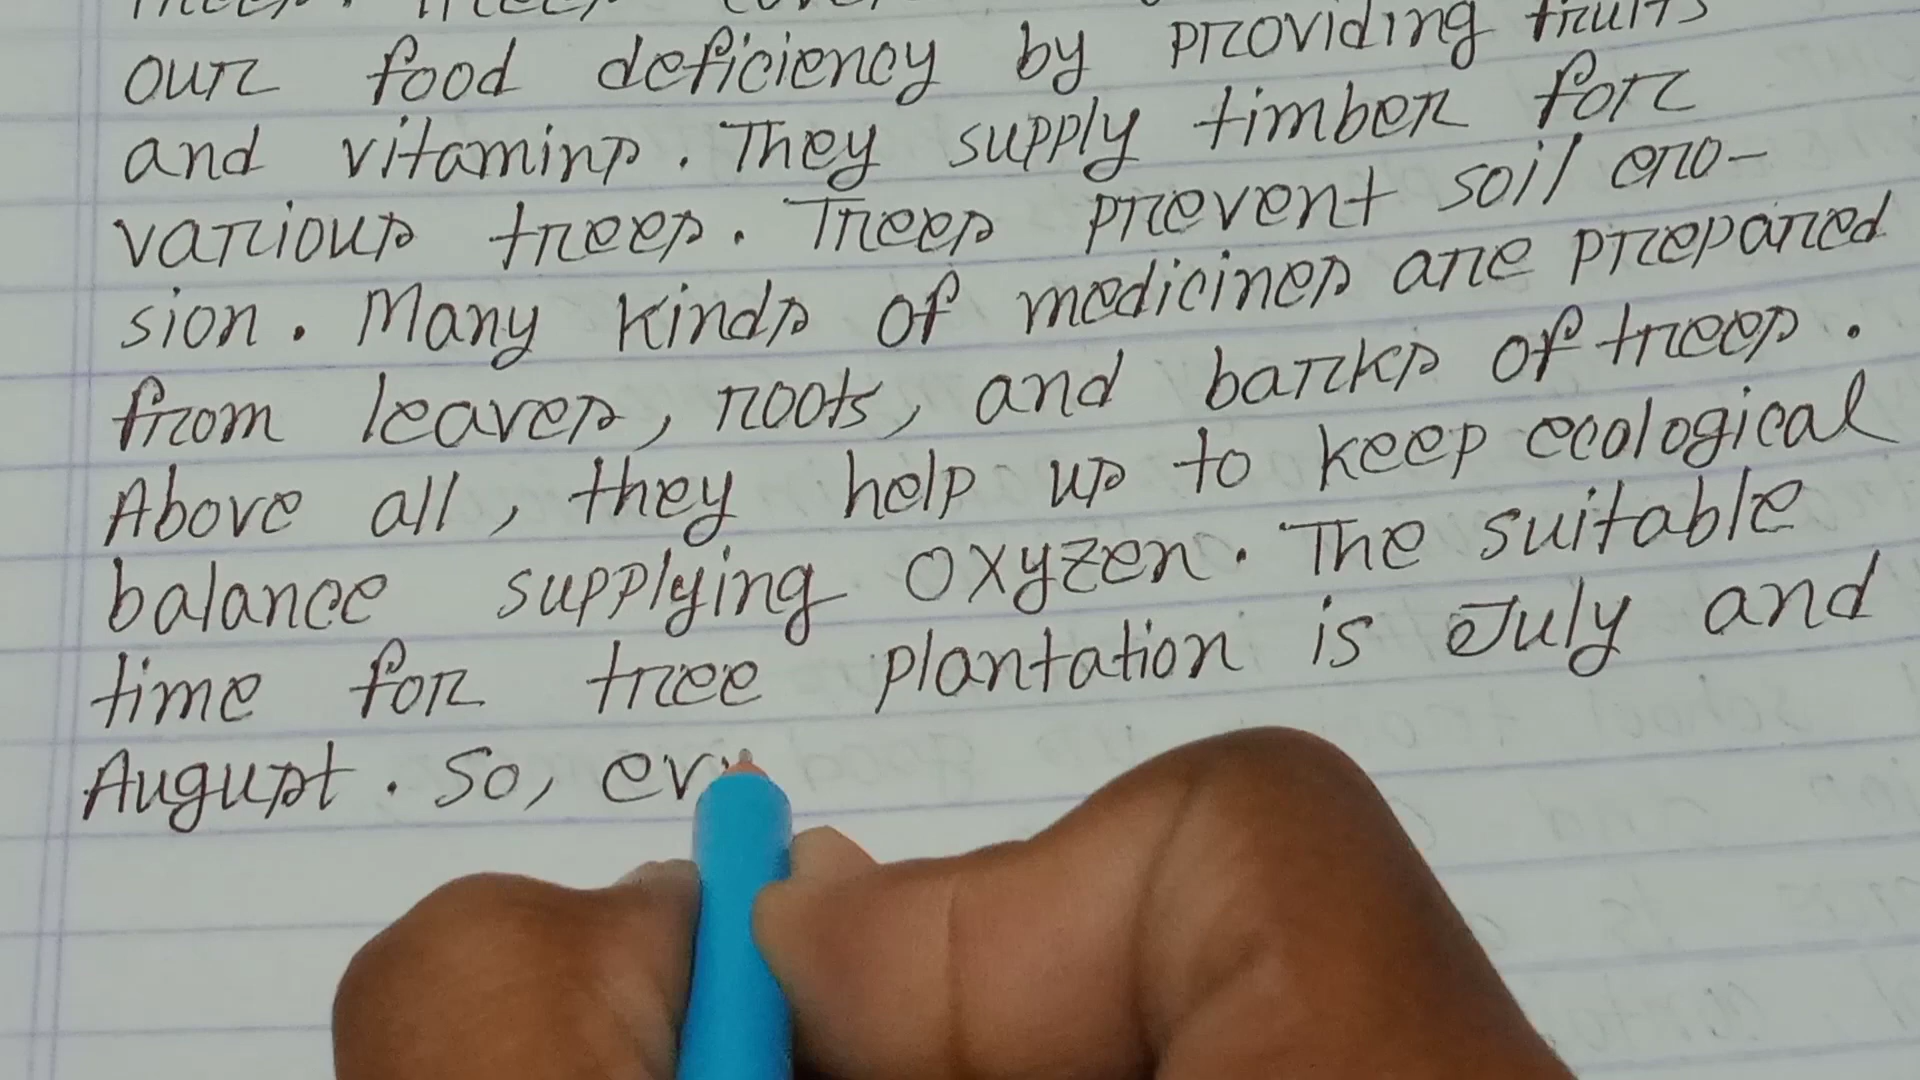 our food deficiency by providing fruits
and vitamins. They supply timber for
various trees. Trees prevent soil ero-
sion. Many kinds of medicines are prepared
from leaves, roots, and barks of trees.
Above all, they help us to keep ecological
balance supplying oxyzen. The suitable
time for tree plantation is July and
August. So, ev